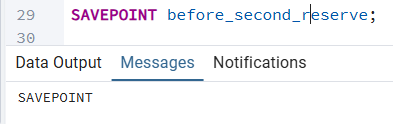 29 SAVEPOINT before_second_reserve;
30
Data Output Messages Notifications
SAVEPOINT